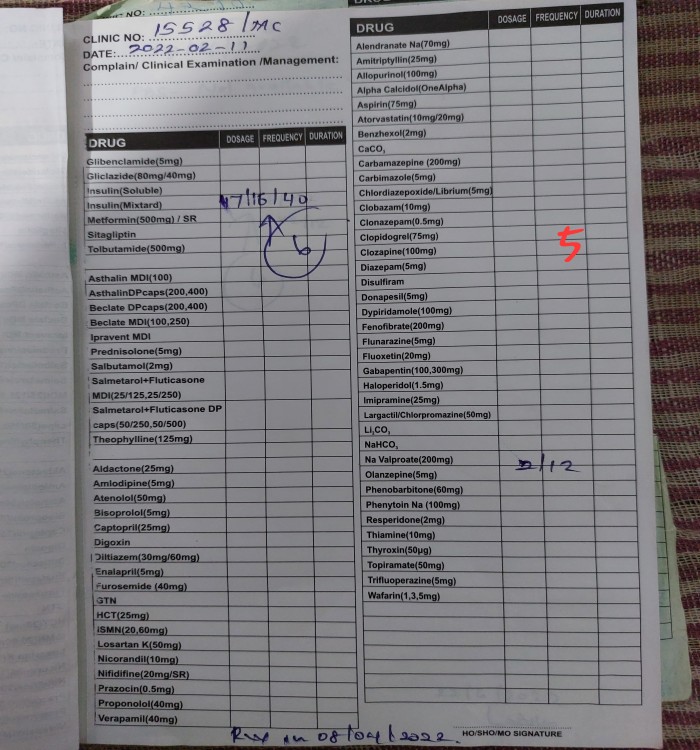 NO:
CLINIC NO: 15528/MC
DATE: 2022-02-11
Complain/ Clinical Examination /Management:
DRUG DOSAGE FREQUENCY DURATION
Glibenclamide(5mg)
Gliclazide(80mg/40mg)
Insulin(Soluble)
Insulin(Mixtard) 7/16/40
Metformin(500mg) / SR
Sitagliptin
Tolbutamide(500mg)
6
Asthalin MDI(100)
AsthalinDPcaps(200,400)
Beclate DPcaps(200,400)
Beclate MDI(100,250)
Ipravent MDI
Prednisolone(5mg)
Salbutamol(2mg)
Salmetarol+Fluticasone
MDI(25/125,25/250)
Salmetarol+Fluticasone DP
caps(50/250,50/500)
Theophylline(125mg)
Aldactone(25mg)
Amlodipine(5mg)
Atenolol(50mg)
Bisoprolol(5mg)
Captopril(25mg)
Digoxin
Diltiazem(30mg/60mg)
Enalapril(5mg)
Furosemide (40mg)
GTN
HCT(25mg)
ISMN(20,60mg)
Losartan K(50mg)
Nicorandil(10mg)
Nifidifine(20mg/SR)
Prazocin(0.5mg)
Proponolol(40mg)
Verapamil(40mg)
DRUG DOSAGE FREQUENCY DURATION
Alendranate Na(70mg)
Amitriptyllin(25mg)
Allopurinol(100mg)
Alpha Calcidol(OneAlpha)
Aspirin(75mg)
Atorvastatin(10mg/20mg)
Benzhexol(2mg)
CaCO₃
Carbamazepine (200mg)
Carbimazole(5mg)
Chlordiazepoxide/Librium(5mg)
Clobazam(10mg)
Clonazepam(0.5mg)
Clopidogrel(75mg) 5
Clozapine(100mg)
Diazepam(5mg)
Disulfiram
Donapesil(5mg)
Dypiridamole(100mg)
Fenofibrate(200mg)
Flunarazine(5mg)
Fluoxetin(20mg)
Gabapentin(100,300mg)
Haloperidol(1.5mg)
Imipramine(25mg)
Largactil/Chlorpromazine(50mg)
Li₂CO₃
NaHCO₃
Na Valproate(200mg) 2/12
Olanzepine(5mg)
Phenobarbitone(60mg)
Phenytoin Na (100mg)
Resperidone(2mg)
Thiamine(10mg)
Thyroxin(50µg)
Topiramate(50mg)
Trifluoperazine(5mg)
Wafarin(1,3,5mg)
on 08/04/2022
HO/SHO/MO SIGNATURE